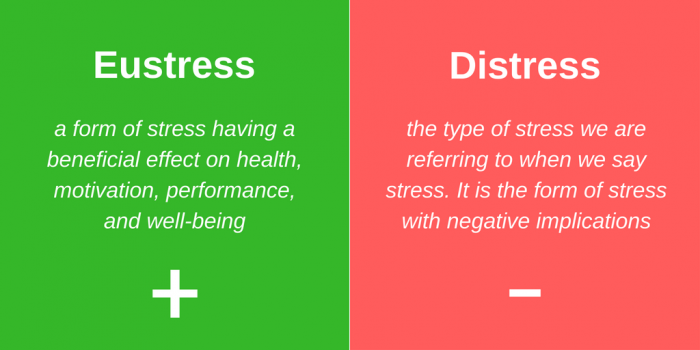 Eustress
a form of stress having a
beneficial effect on health,
motivation, performance,
and well-being
+
Distress
the type of stress we are
referring to when we say
stress. It is the form of stress
with negative implications
−